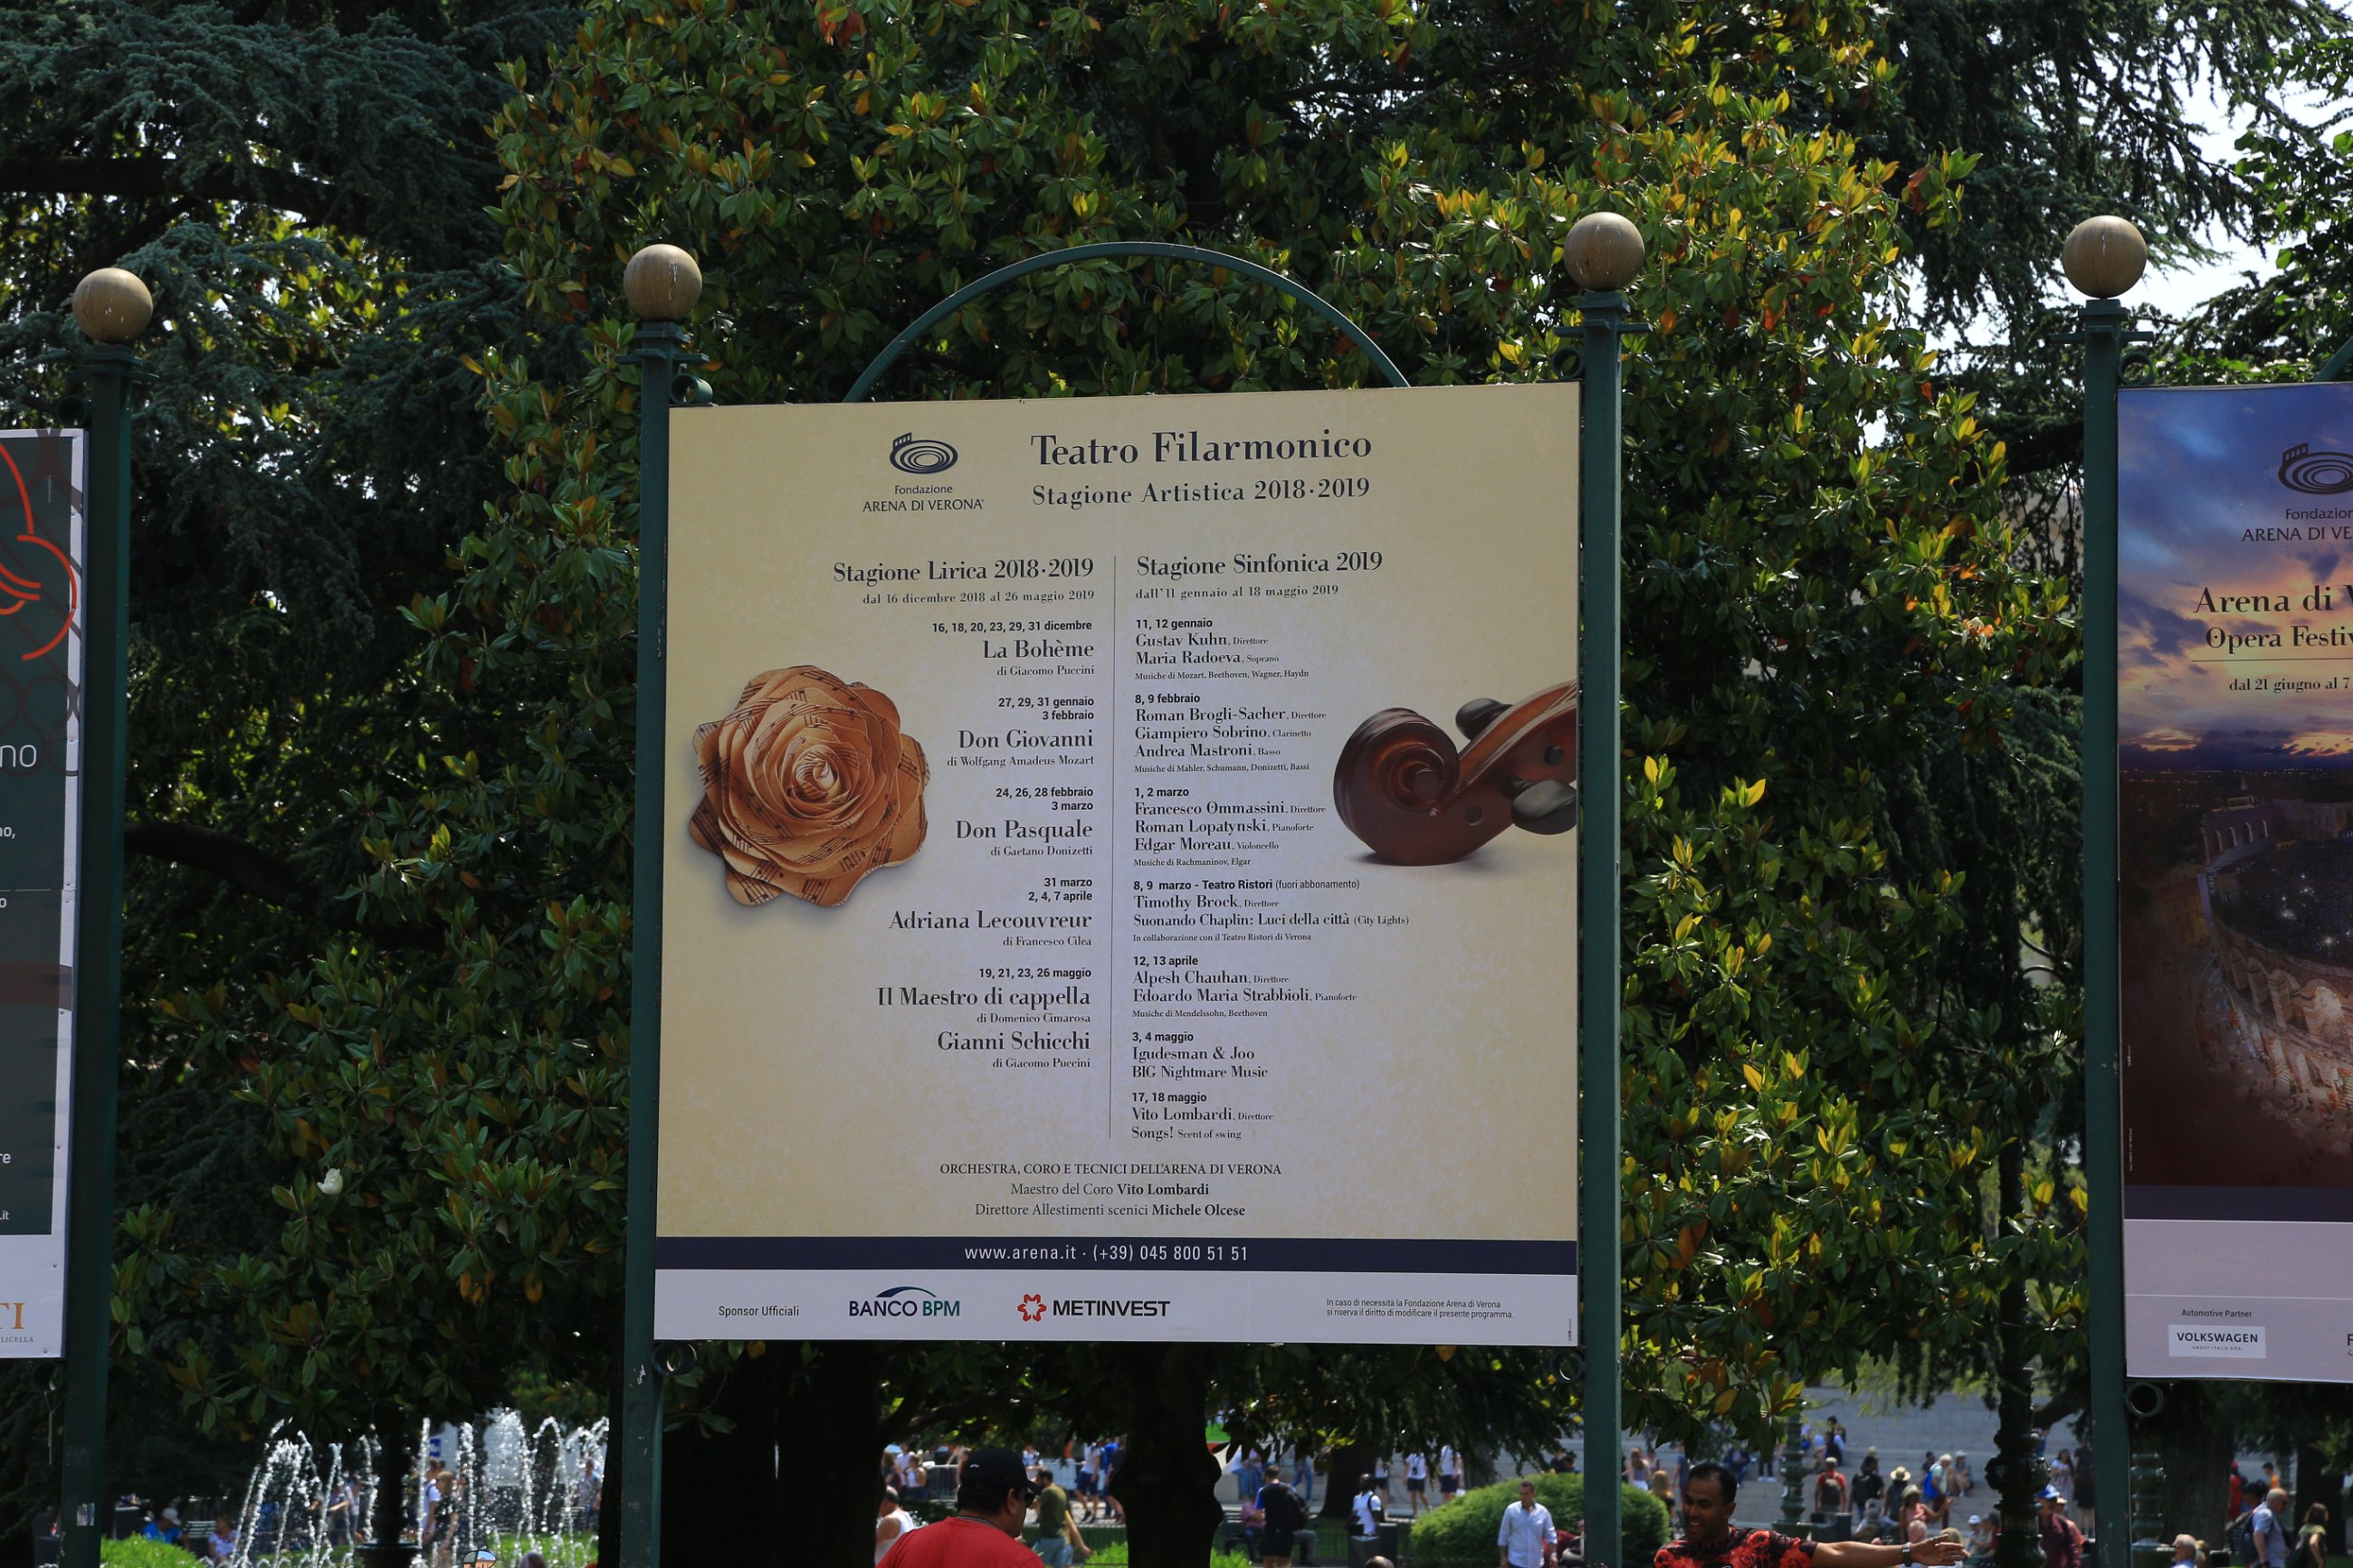 no
no,
o
re
.it
TI
LICELLA
Fondazione
ARENA DI VERONA
Teatro Filarmonico
Stagione Artistica 2018·2019
Stagione Lirica 2018·2019
dal 16 dicembre 2018 al 26 maggio 2019
16, 18, 20, 23, 29, 31 dicembre
La Bohème
di Giacomo Puccini
27, 29, 31 gennaio
3 febbraio
Don Giovanni
di Wolfgang Amadeus Mozart
24, 26, 28 febbraio
3 marzo
Don Pasquale
di Gaetano Donizetti
31 marzo
2, 4, 7 aprile
Adriana Lecouvreur
di Francesco Cilea
19, 21, 23, 26 maggio
Il Maestro di cappella
di Domenico Cimarosa
Gianni Schicchi
di Giacomo Puccini
Stagione Sinfonica 2019
dall'11 gennaio al 18 maggio 2019
11, 12 gennaio
Gustav Kuhn, Direttore
Maria Radoeva, Soprano
Musiche di Mozart, Beethoven, Wagner, Haydn
8, 9 febbraio
Roman Brogli-Sacher, Direttore
Giampiero Sobrino, Clarinetto
Andrea Mastroni, Basso
Musiche di Mahler, Schumann, Donizetti, Bassi
1, 2 marzo
Francesco Ommassini, Direttore
Roman Lopatynski, Pianoforte
Edgar Moreau, Violoncello
Musiche di Rachmaninov, Elgar
8, 9 marzo - Teatro Ristori (fuori abbonamento)
Timothy Brock, Direttore
Suonando Chaplin: Luci della città (City Lights)
In collaborazione con il Teatro Ristori di Verona
12, 13 aprile
Alpesh Chauhan, Direttore
Edoardo Maria Strabbioli, Pianoforte
Musiche di Mendelssohn, Beethoven
3, 4 maggio
Igudesman & Joo
BIG Nightmare Music
17, 18 maggio
Vito Lombardi, Direttore
Songs! Scent of swing
ORCHESTRA, CORO E TECNICI DELL'ARENA DI VERONA
Maestro del Coro Vito Lombardi
Direttore Allestimenti scenici Michele Olcese
www.arena.it · (+39) 045 800 51 51
Sponsor Ufficiali
BANCO BPM
METINVEST
In caso di necessità la Fondazione Arena di Verona
si riserva il diritto di modificare il presente programma.
Fondazion
ARENA DI VE
Arena di V
Opera Festiv
dal 21 giugno al 7
Automotive Partner
VOLKSWAGEN
GROUP ITALIA S.P.A.